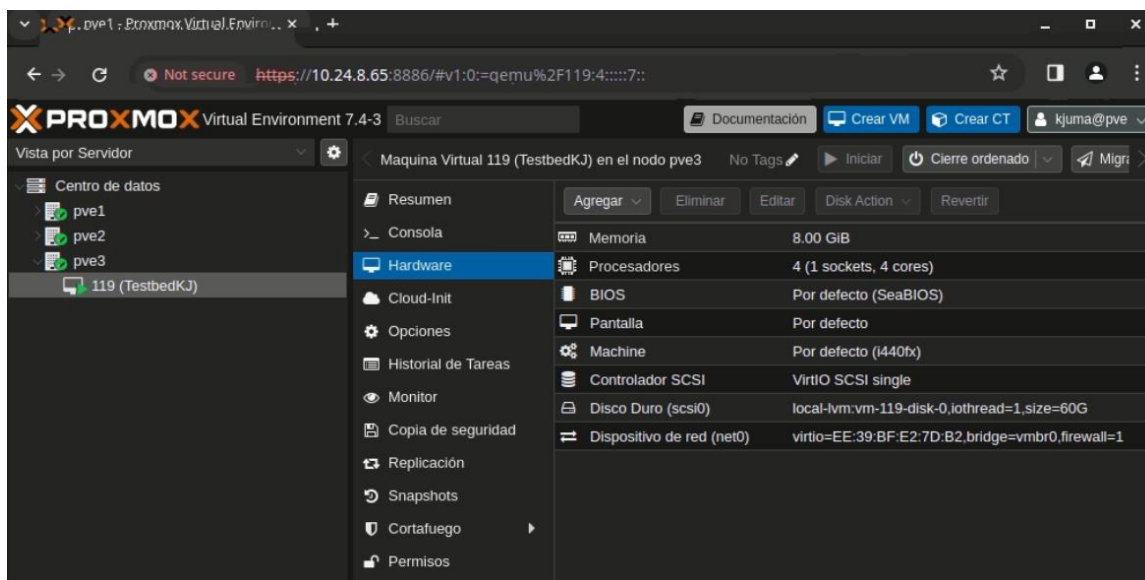 pve1 - Proxmox Virtual Enviro
Not secure https://10.24.8.65:8886/#v1:0:=qemu%2F119:4:::::7::
PROXMOX Virtual Environment 7.4-3 Buscar Documentación Crear VM Crear CT kjuma@pve
Vista por Servidor
Centro de datos
pve1
pve2
pve3
119 (TestbedKJ)
Maquina Virtual 119 (TestbedKJ) en el nodo pve3 No Tags Iniciar Cierre ordenado Migra
Resumen
Consola
Hardware
Cloud-Init
Opciones
Historial de Tareas
Monitor
Copia de seguridad
Replicación
Snapshots
Cortafuego
Permisos
Agregar Eliminar Editar Disk Action Revertir
Memoria 8.00 GiB
Procesadores 4 (1 sockets, 4 cores)
BIOS Por defecto (SeaBIOS)
Pantalla Por defecto
Machine Por defecto (i440fx)
Controlador SCSI VirtIO SCSI single
Disco Duro (scsi0) local-lvm:vm-119-disk-0,iothread=1,size=60G
Dispositivo de red (net0) virtio=EE:39:BF:E2:7D:B2,bridge=vmbr0,firewall=1